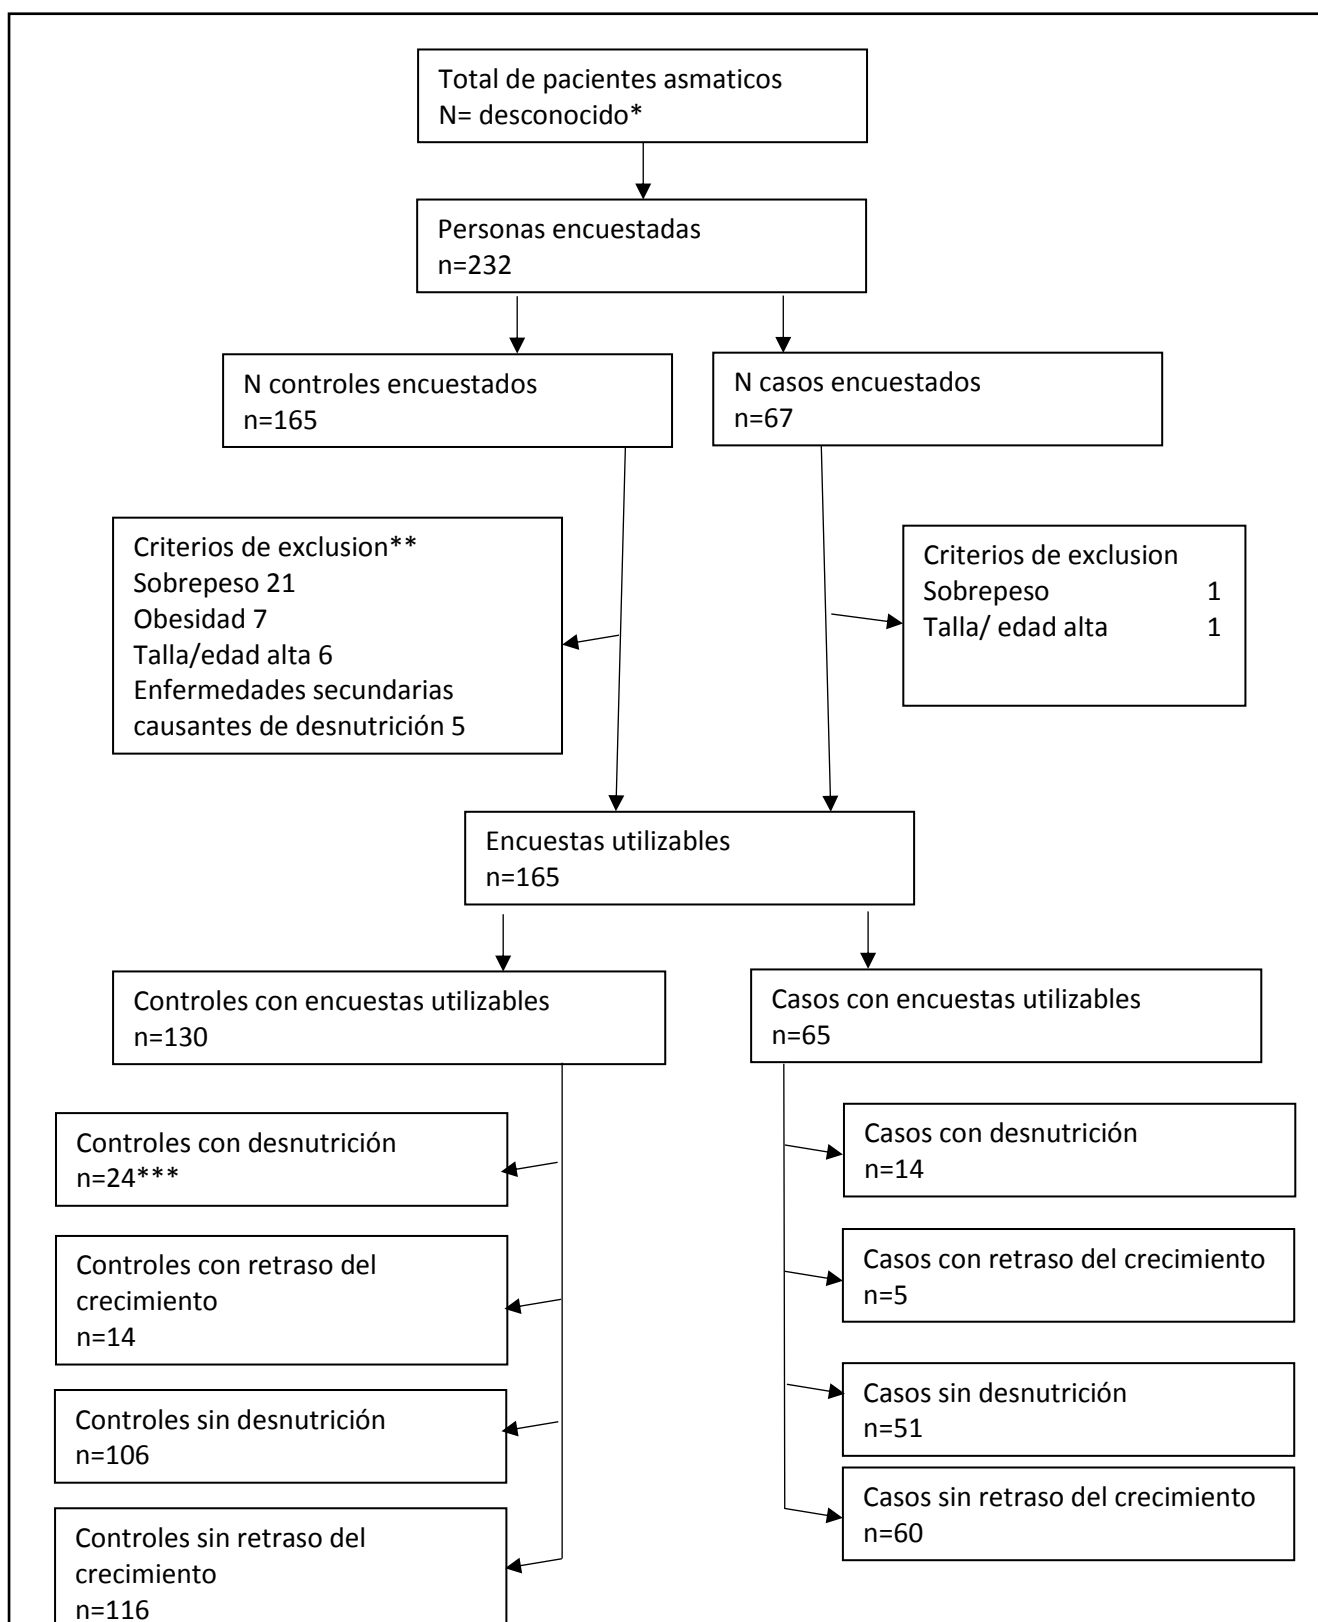 Total de pacientes asmaticos
N= desconocido*
Personas encuestadas
n=232
N controles encuestados
n=165
N casos encuestados
n=67
Criterios de exclusion**
Sobrepeso 21
Obesidad 7
Talla/edad alta 6
Enfermedades secundarias
causantes de desnutrición 5
Criterios de exclusion
Sobrepeso 1
Talla/ edad alta 1
Encuestas utilizables
n=165
Controles con encuestas utilizables
n=130
Casos con encuestas utilizables
n=65
Controles con desnutrición
n=24***
Casos con desnutrición
n=14
Controles con retraso del
crecimiento
n=14
Casos con retraso del crecimiento
n=5
Controles sin desnutrición
n=106
Casos sin desnutrición
n=51
Controles sin retraso del
crecimiento
n=116
Casos sin retraso del crecimiento
n=60